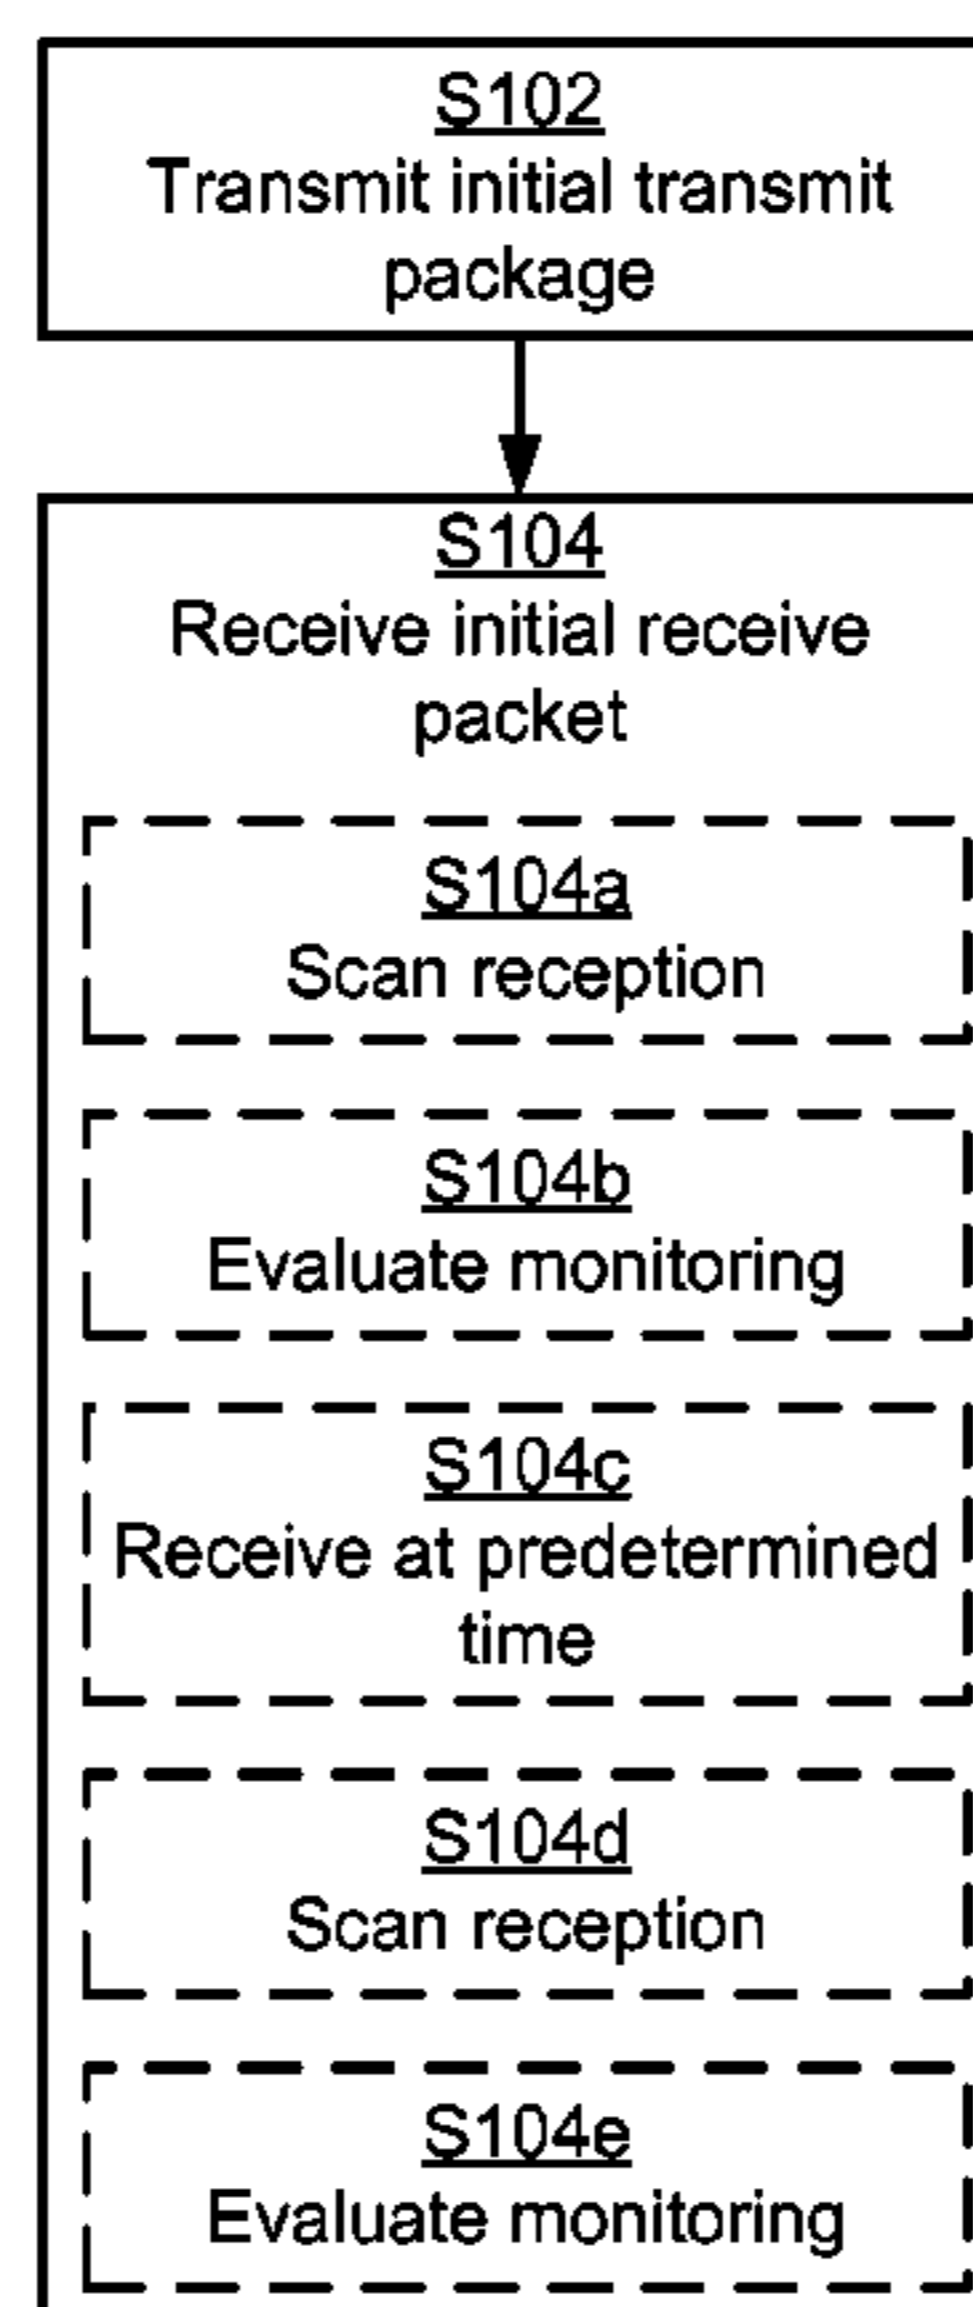 S102
Transmit initial transmit
package
S104
Receive initial receive
packet
S104a
Scan reception
S104b
Evaluate monitoring
S104c
Receive at predetermined
time
S104d
Scan reception
S104e
Evaluate monitoring